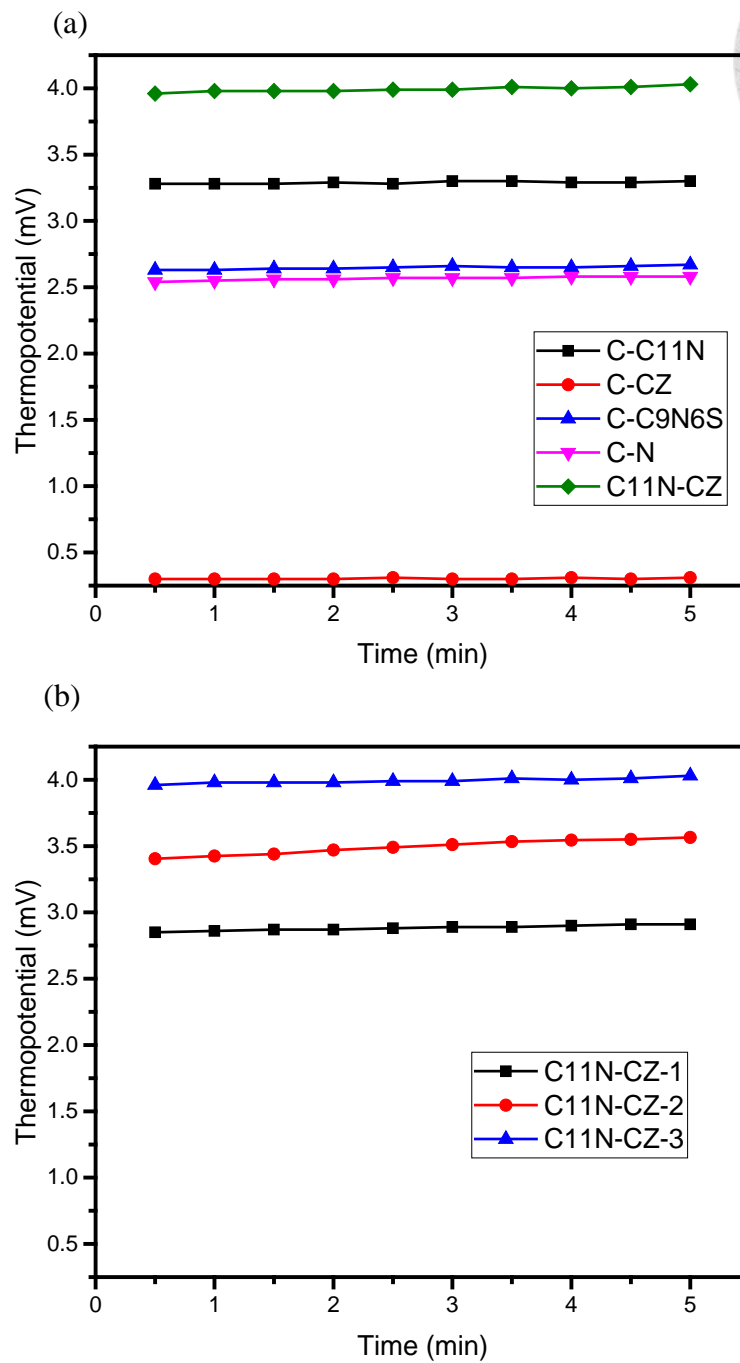 (a)
4.0
3.5
3.0
2.5
2.0
1.5
1.0
0.5
0 1 2 3 4 5
Thermopotential (mV)
Time (min)
C-C11N
C-CZ
C-C9N6S
C-N
C11N-CZ
(b)
4.0
3.5
3.0
2.5
2.0
1.5
1.0
0.5
0 1 2 3 4 5
Thermopotential (mV)
Time (min)
C11N-CZ-1
C11N-CZ-2
C11N-CZ-3